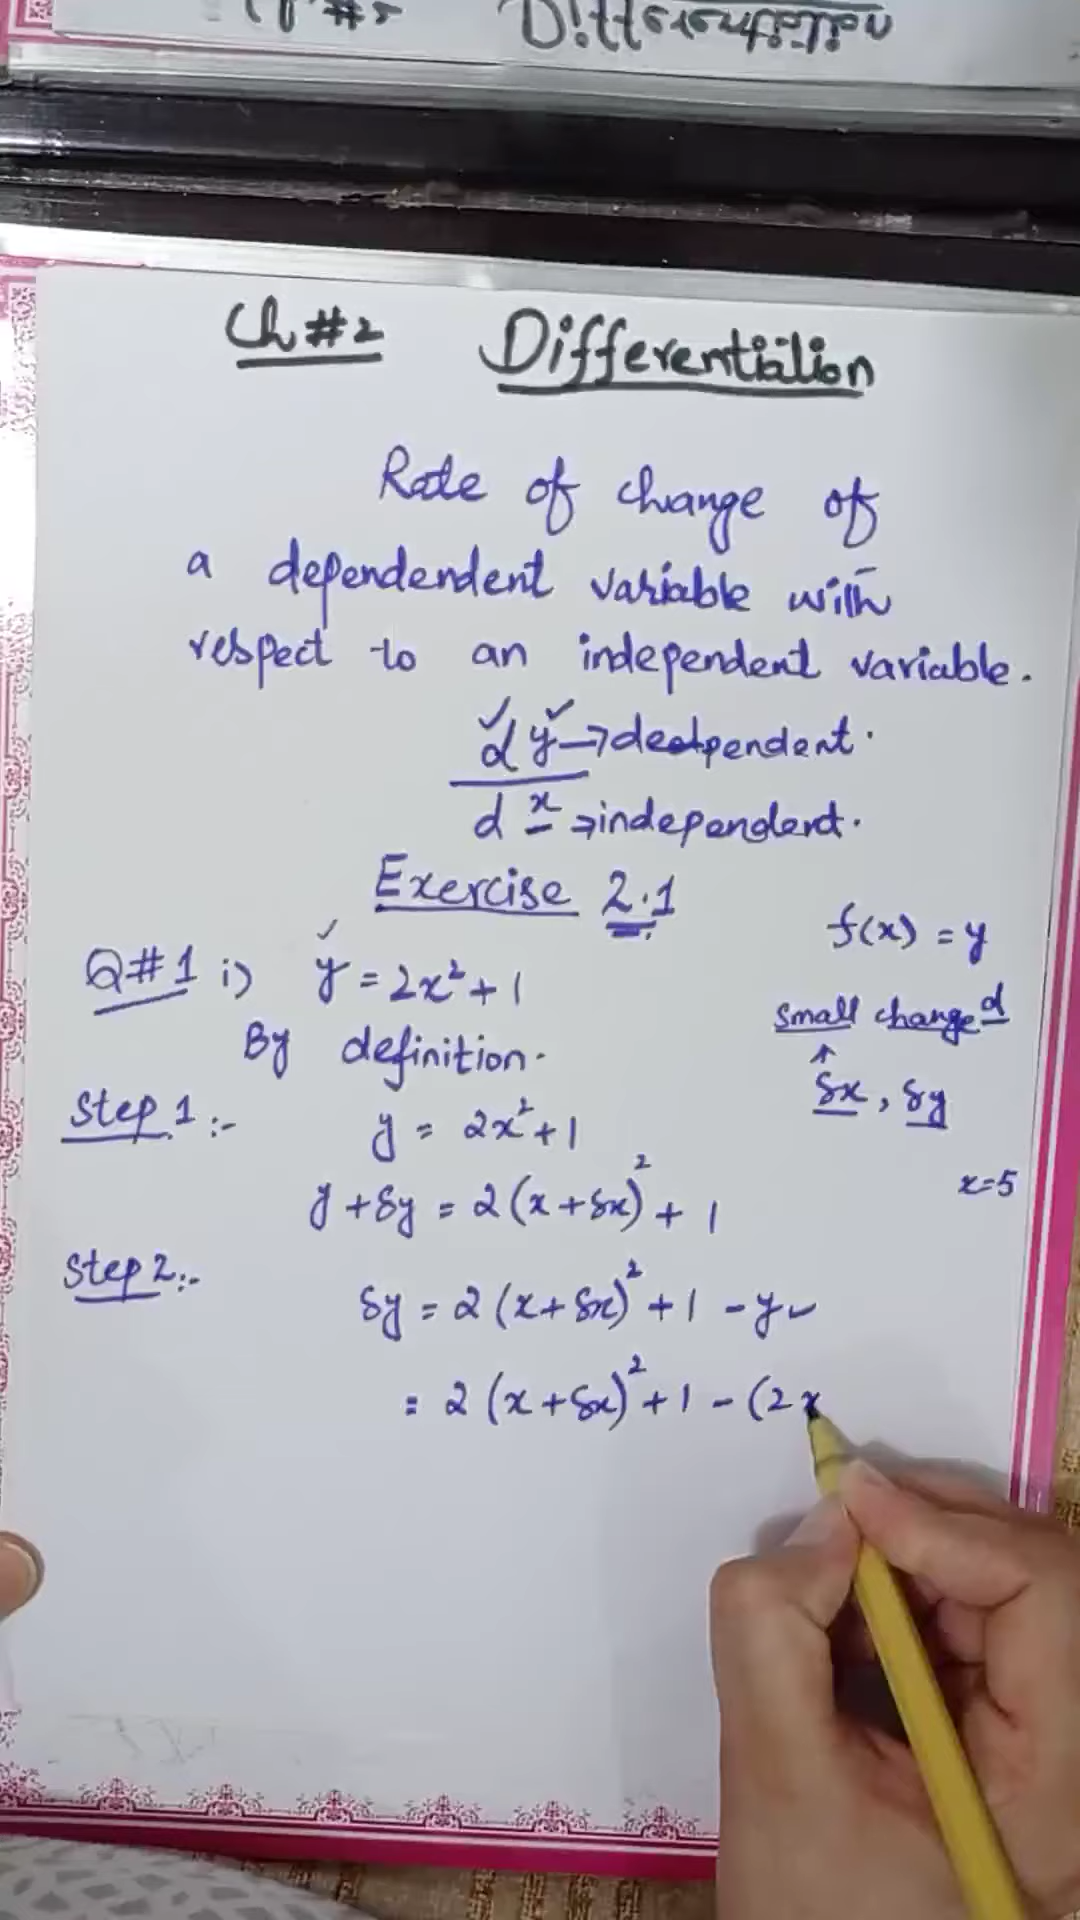 Differentiation
Ch #2 Differentiation
Rate of change of
a dependendent variable with
respect to an independent variable.
dy → dependent.
dx → independent.
Exercise 2.1
f(x) = y
Q#1 i) y = 2x² + 1
small change d
By definition.
↑
δx, δy
Step 1:- y = 2x² + 1
x=5
y + δy = 2(x + δx)² + 1
Step 2:-
δy = 2(x + δx)² + 1 - y
= 2(x + δx)² + 1 - (2x